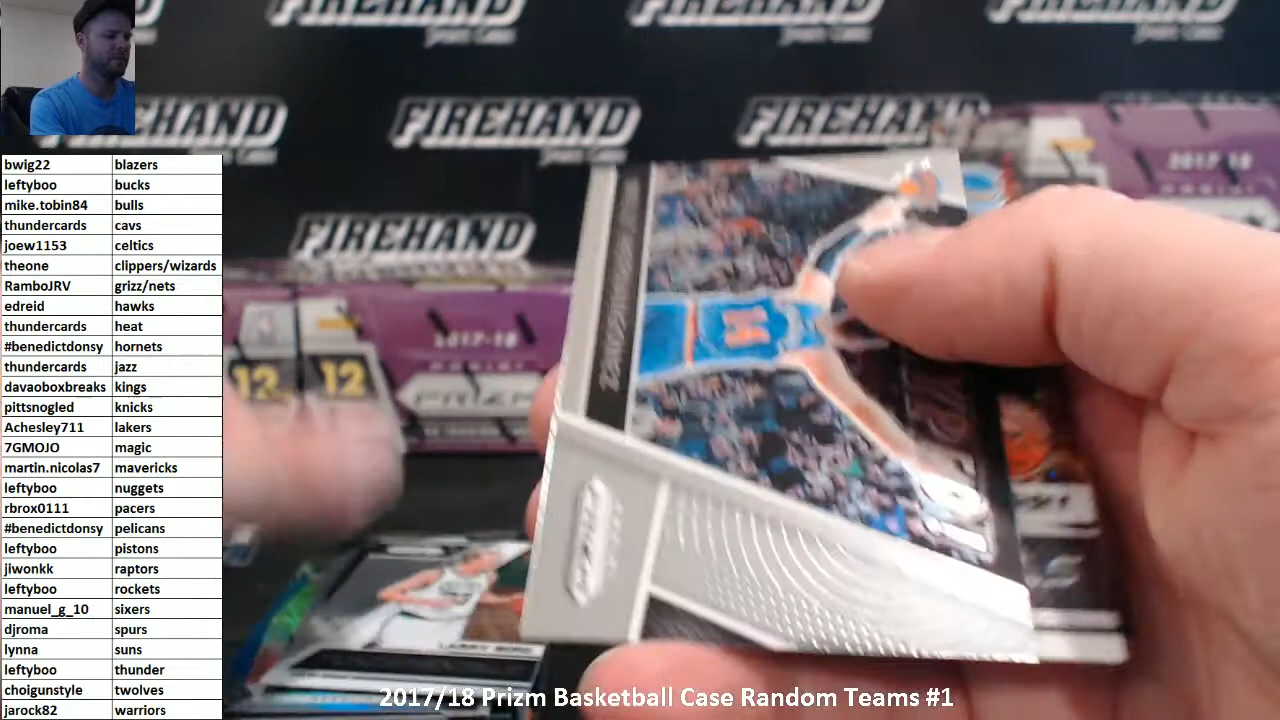 FIREHAND
FIREHAND
FIREHAND
FIREHAND
bwig22 blazers
leftyboo bucks
mike.tobin84 bulls
thundercards cavs
joew1153 celtics
theone clippers/wizards
RamboJRV grizz/nets
edreid hawks
thundercards heat
#benedictdonsy hornets
thundercards jazz
davaoboxbreaks kings
pittsnogled knicks
Achesley711 lakers
7GMOJO magic
martin.nicolas7 mavericks
leftyboo nuggets
rbrox0111 pacers
#benedictdonsy pelicans
leftyboo pistons
jiwonkk raptors
leftyboo rockets
manuel_g_10 sixers
djroma spurs
lynna suns
leftyboo thunder
choigunstyle twolves
jarock82 warriors
2017-18
2017-18
PRIZM
12 12
PRIZM
LARRY BIRD
2017/18 Prizm Basketball Case Random Teams #1